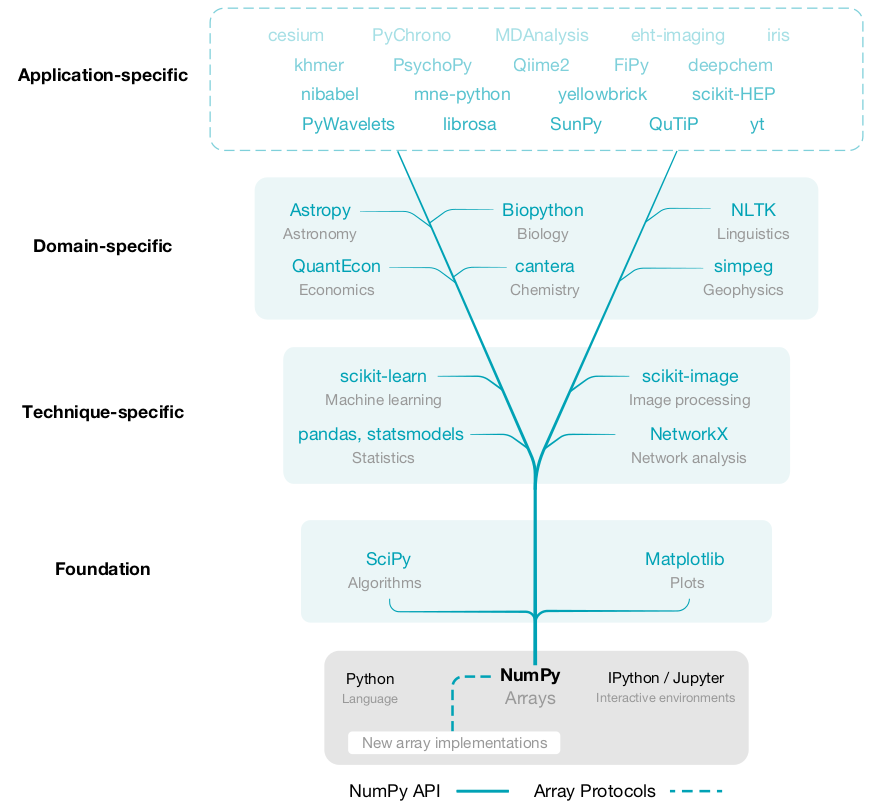 cesium PyChrono MDAnalysis eht-imaging iris
Application-specific
khmer PsychoPy Qiime2 FiPy deepchem
nibabel mne-python yellowbrick scikit-HEP
PyWavelets librosa SunPy QuTiP yt
Astropy Biopython NLTK
Astronomy Biology Linguistics
Domain-specific
QuantEcon cantera simpeg
Economics Chemistry Geophysics
scikit-learn scikit-image
Machine learning Image processing
Technique-specific
pandas, statsmodels NetworkX
Statistics Network analysis
SciPy Matplotlib
Foundation
Algorithms Plots
Python NumPy IPython / Jupyter
Language Arrays Interactive environments
New array implementations
NumPy API Array Protocols